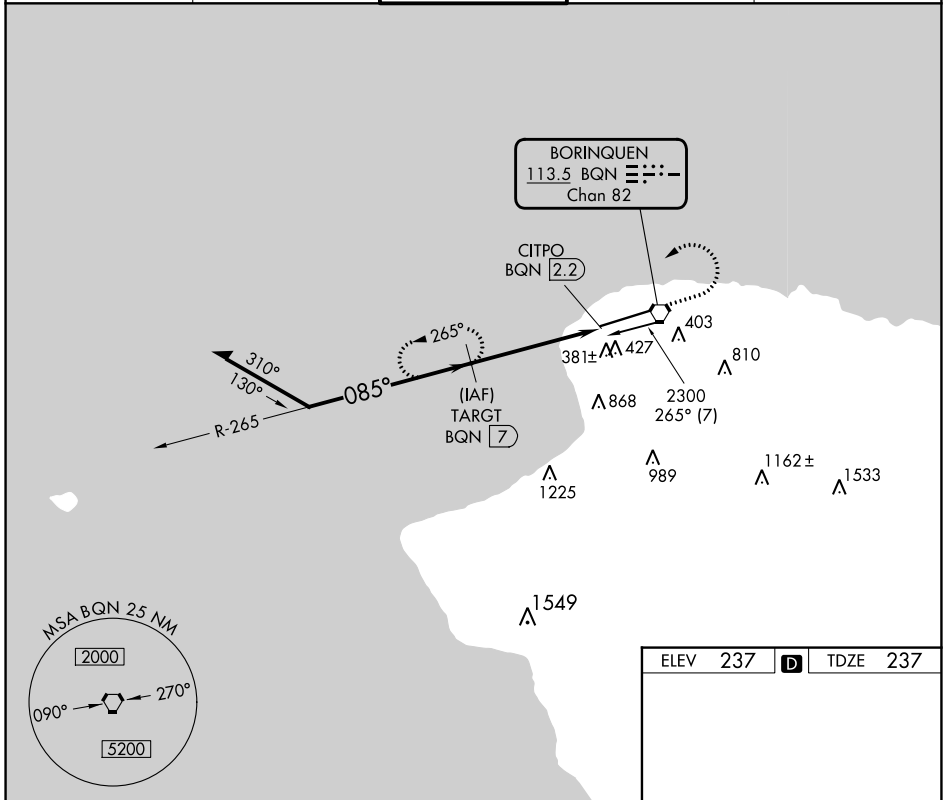 BORINQUEN
113.5 BQN
Chan 82
CITPO
BQN 2.2
403
265°
381± 427
810
310°
130°
085°
(IAF)
TARGT
BQN 7
R-265
868
2300
265° (7)
1225
989
1162±
1533
1549
MSA BQN 25 NM
2000
090° 270°
5200
ELEV 237 D TDZE 237